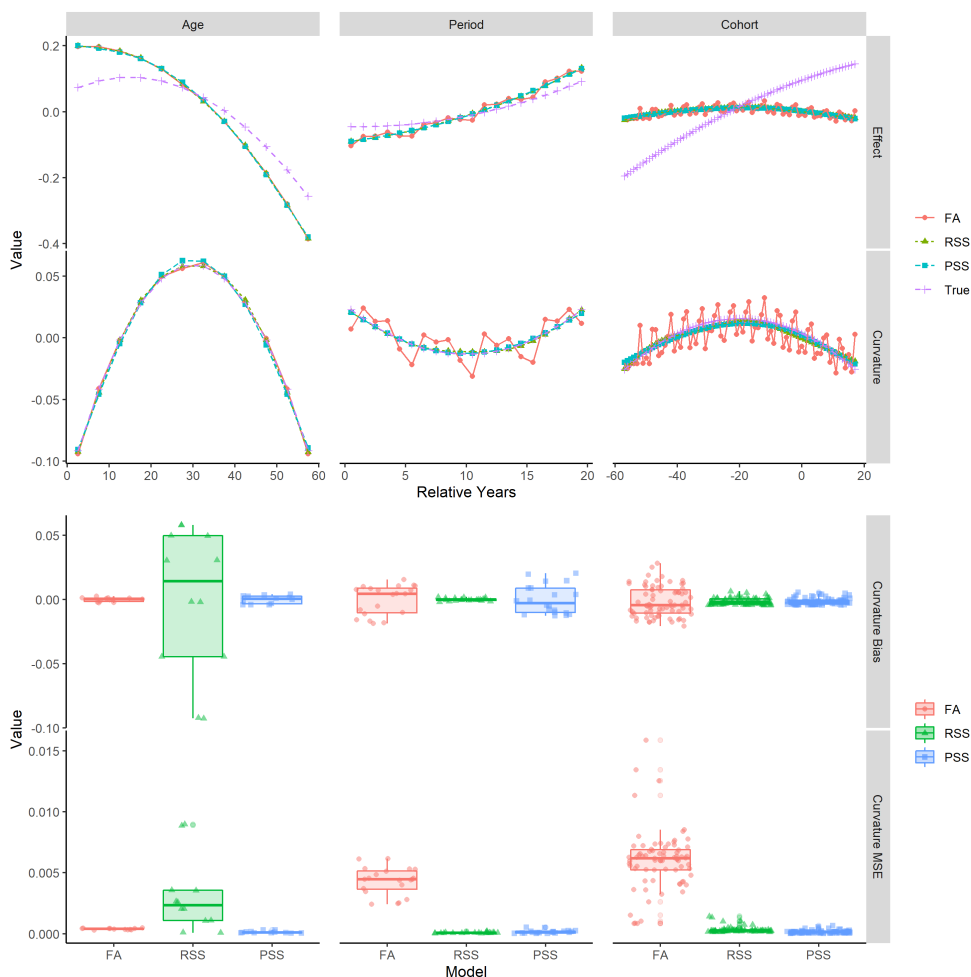 Age Period Cohort
0.2
0.0
-0.2
-0.4
Effect
0.05
0.00
-0.05
-0.10
Curvature
Value
0 10 20 30 40 50 60
0 5 10 15 20
-60 -40 -20 0 20
Relative Years
FA
RSS
PSS
True
0.05
0.00
-0.05
-0.10
Curvature Bias
0.015
0.010
0.005
0.000
Curvature MSE
Value
FA RSS PSS
FA RSS PSS
FA RSS PSS
Model
FA
RSS
PSS